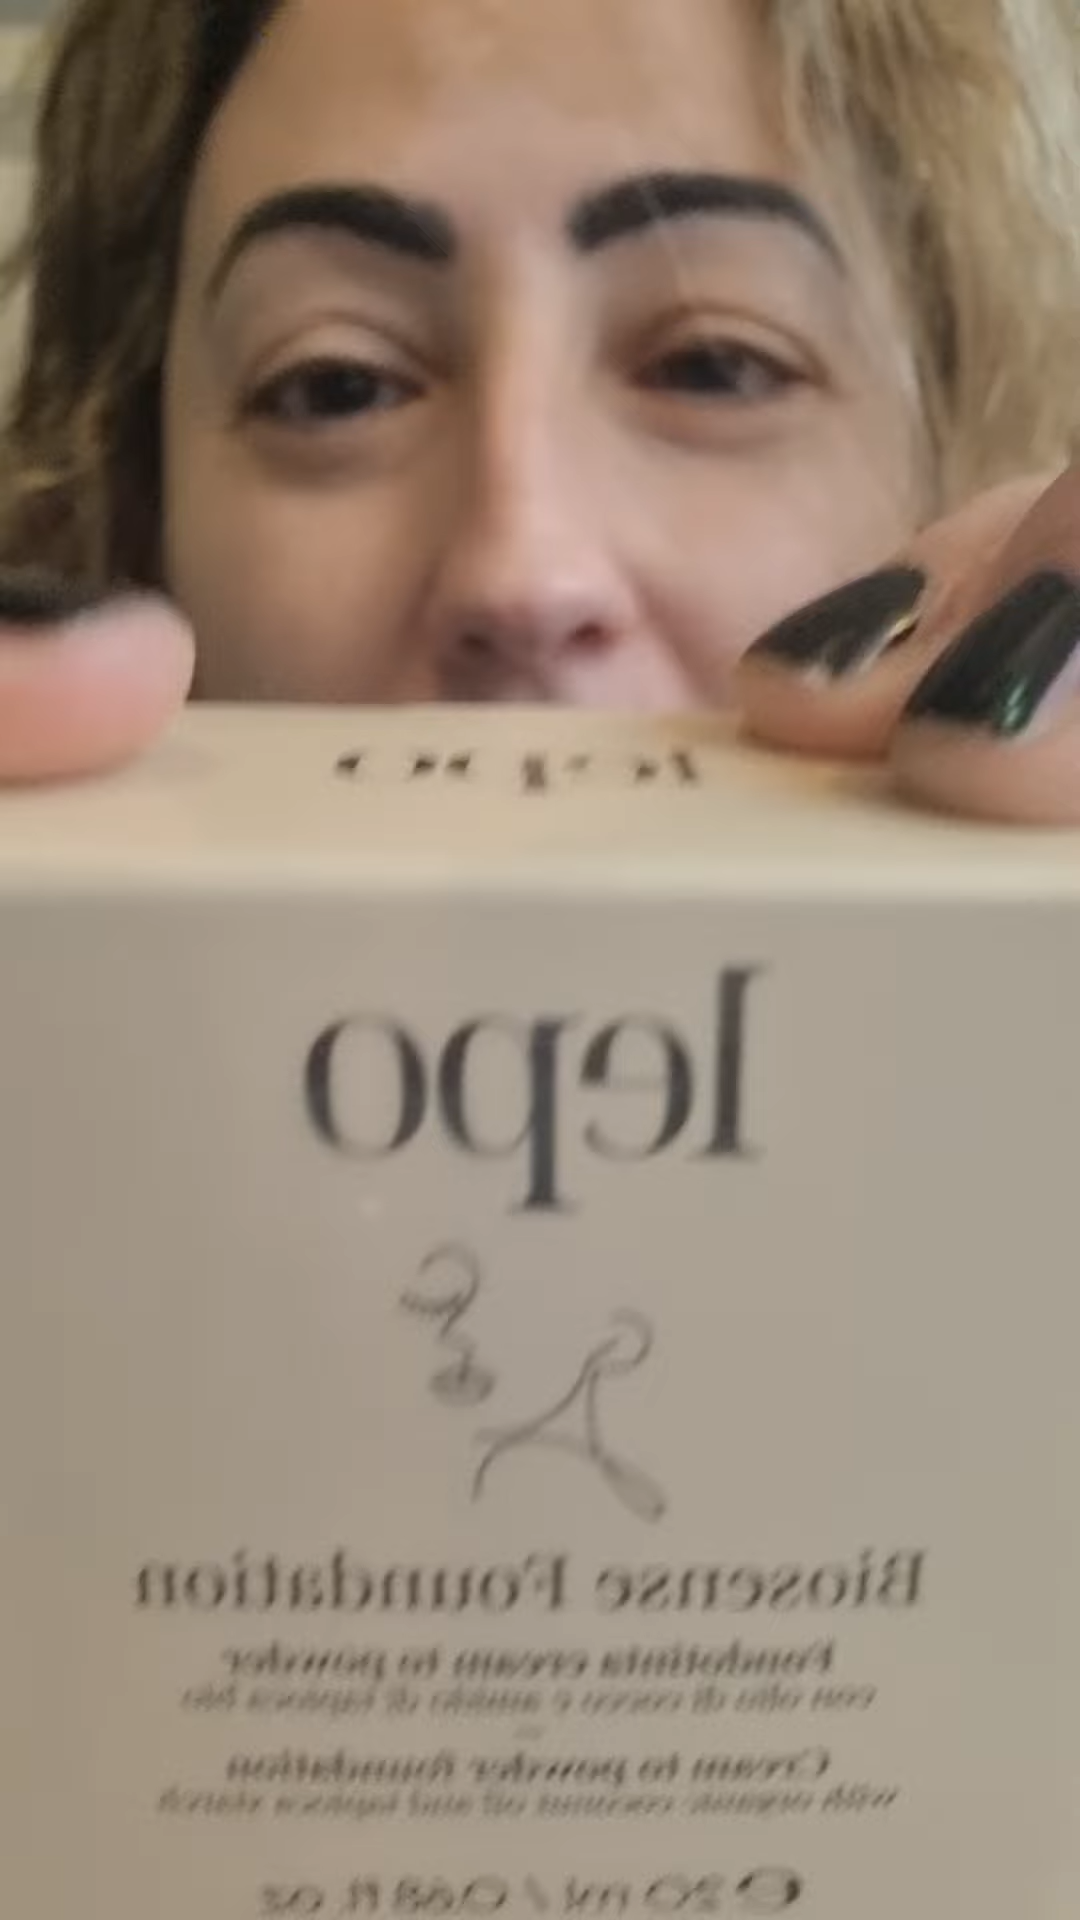 lepo
lepo
Biosense Foundation
Fondotinta cream to powder
con olio di cocco e amido di tapioca bio
Cream to powder foundation
with organic coconut oil and tapioca starch
℮ 20 ml / 0.68 fl. oz